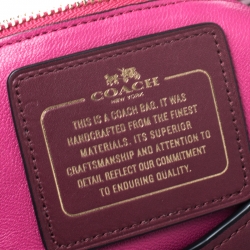 COACH
NEW YORK
THIS IS A COACH BAG. IT WAS
HANDCRAFTED FROM THE FINEST
MATERIALS. ITS SUPERIOR
CRAFTSMANSHIP AND ATTENTION TO
DETAIL REFLECT OUR COMMITMENT
TO ENDURING QUALITY.